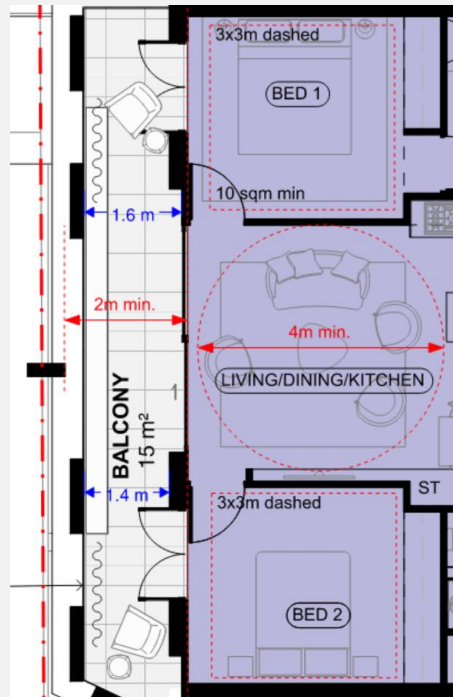 3x3m dashed
BED 1
10 sqm min
1.6 m
2m min.
4m min.
LIVING/DINING/KITCHEN
BALCONY
15 m²
1
1.4 m
ST
3x3m dashed
BED 2